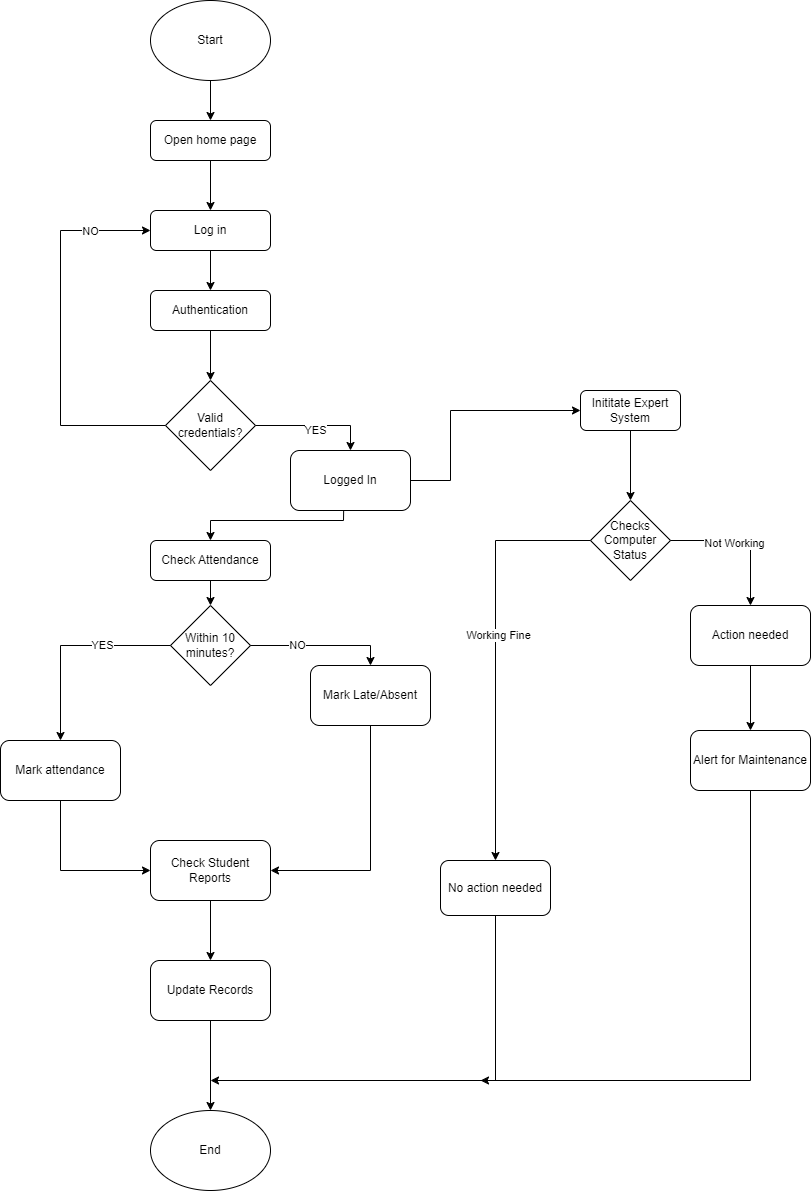 Start
Open home page
NO
Log in
Authentication
Valid
credentials?
YES
Logged In
Inititate Expert
System
Checks
Computer
Status
Not Working
Working Fine
Action needed
Alert for Maintenance
No action needed
Check Attendance
Within 10
minutes?
YES
NO
Mark Late/Absent
Mark attendance
Check Student
Reports
Update Records
End